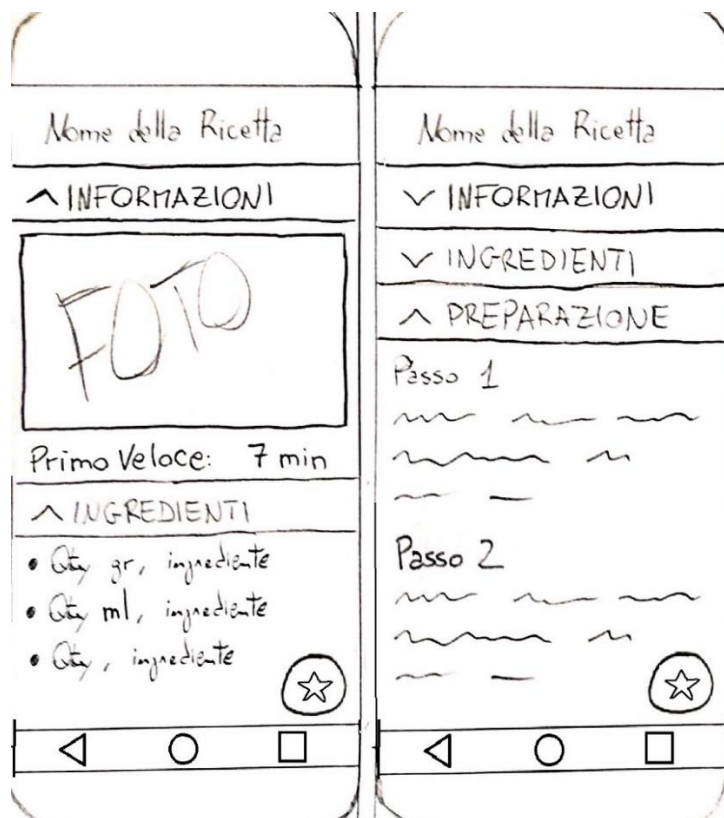 Nome della Ricetta
INFORMAZIONI
FOTO
Primo Veloce: 7 min
INGREDIENTI
• Qty gr, ingrediente
• Qty ml, ingrediente
• Qty, ingrediente
Nome della Ricetta
INFORMAZIONI
INGREDIENTI
PREPARAZIONE
Passo 1
Passo 2